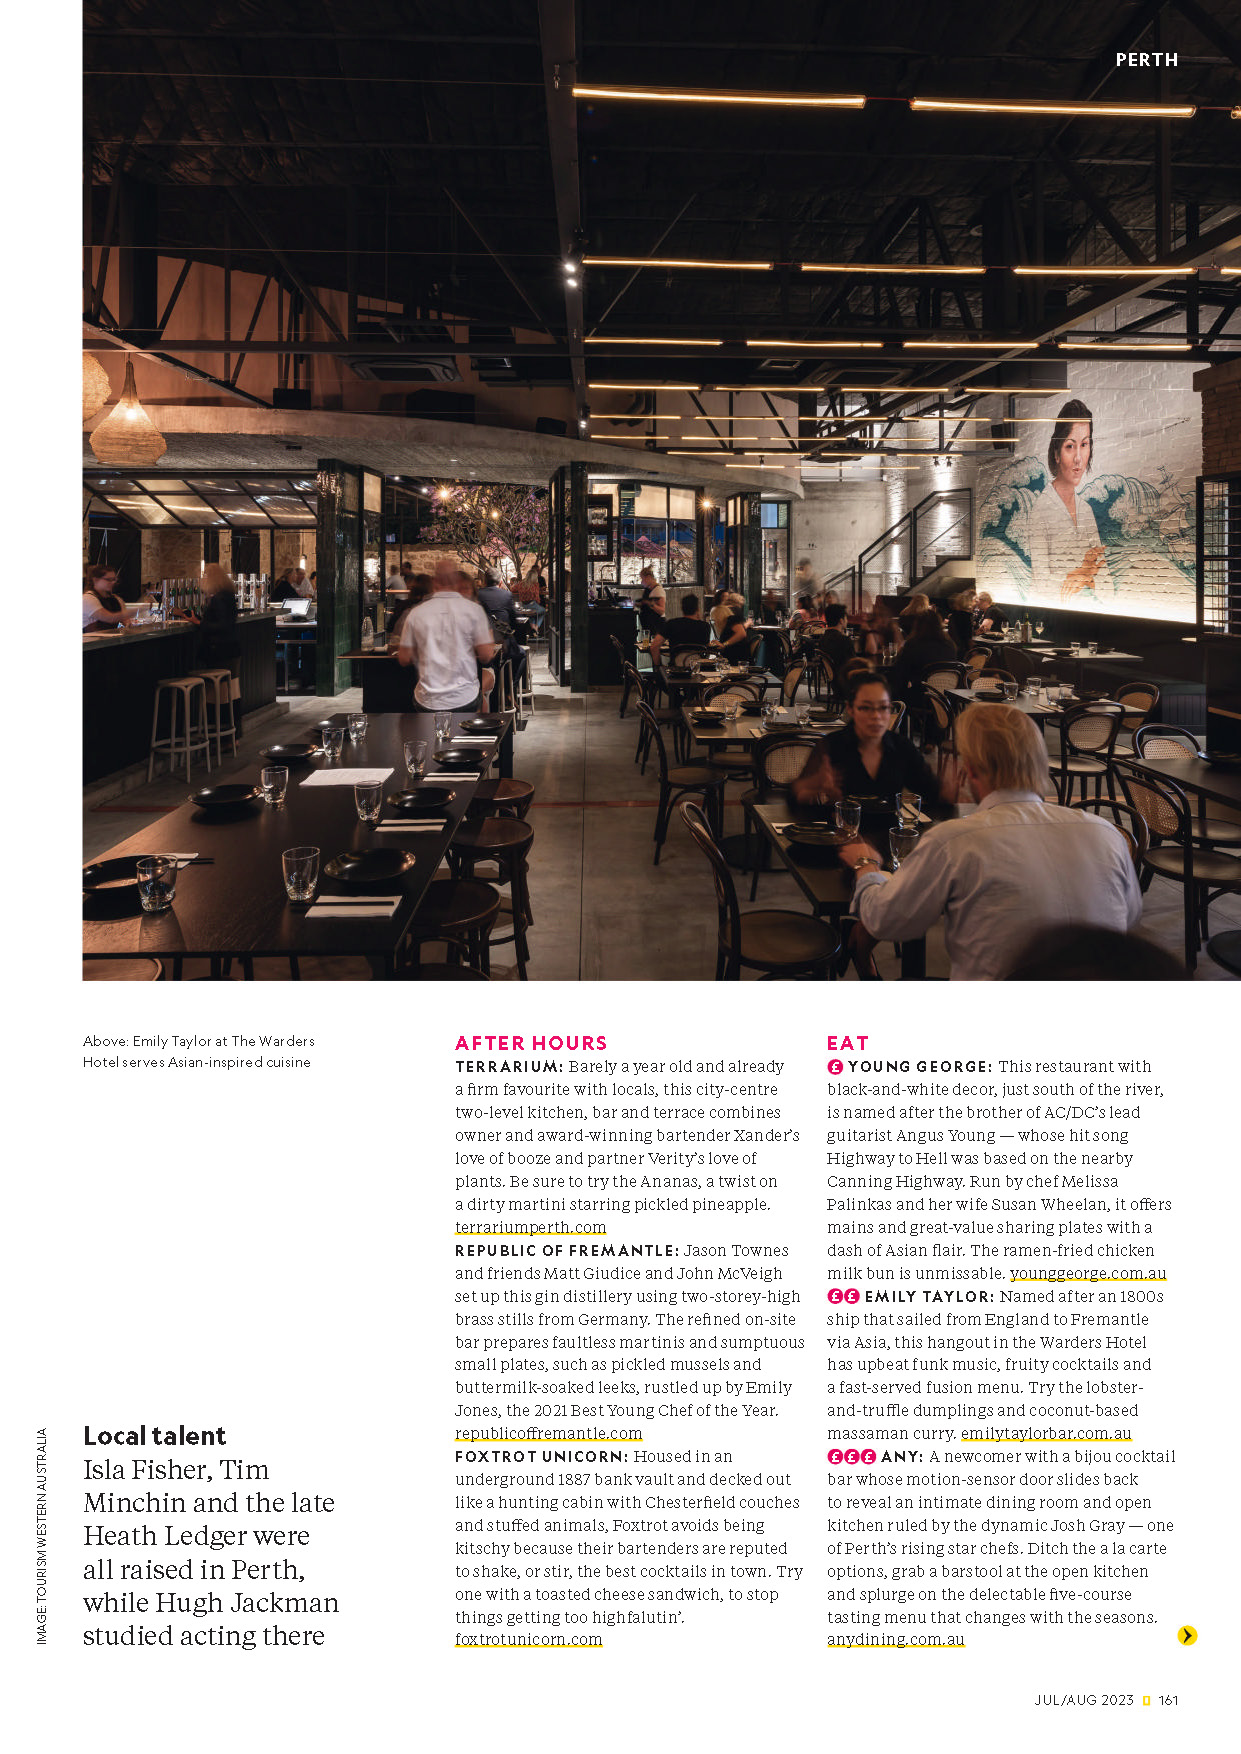 PERTH
Above: Emily Taylor at The Warders
Hotel serves Asian-inspired cuisine
IMAGE: TOURISM WESTERN AUSTRALIA
Local talent
Isla Fisher, Tim
Minchin and the late
Heath Ledger were
all raised in Perth,
while Hugh Jackman
studied acting there
AFTER HOURS
TERRARIUM: Barely a year old and already
a firm favourite with locals, this city-centre
two-level kitchen, bar and terrace combines
owner and award-winning bartender Xander’s
love of booze and partner Verity’s love of
plants. Be sure to try the Ananas, a twist on
a dirty martini starring pickled pineapple.
terrariumperth.com
REPUBLIC OF FREMANTLE: Jason Townes
and friends Matt Giudice and John McVeigh
set up this gin distillery using two-storey-high
brass stills from Germany. The refined on-site
bar prepares faultless martinis and sumptuous
small plates, such as pickled mussels and
buttermilk-soaked leeks, rustled up by Emily
Jones, the 2021 Best Young Chef of the Year.
republicoffremantle.com
FOXTROT UNICORN: Housed in an
underground 1887 bank vault and decked out
like a hunting cabin with Chesterfield couches
and stuffed animals, Foxtrot avoids being
kitschy because their bartenders are reputed
to shake, or stir, the best cocktails in town. Try
one with a toasted cheese sandwich, to stop
things getting too highfalutin’.
foxtrotunicorn.com
EAT
£ YOUNG GEORGE: This restaurant with
black-and-white decor, just south of the river,
is named after the brother of AC/DC’s lead
guitarist Angus Young — whose hit song
Highway to Hell was based on the nearby
Canning Highway. Run by chef Melissa
Palinkas and her wife Susan Wheelan, it offers
mains and great-value sharing plates with a
dash of Asian flair. The ramen-fried chicken
milk bun is unmissable. younggeorge.com.au
££ EMILY TAYLOR: Named after an 1800s
ship that sailed from England to Fremantle
via Asia, this hangout in the Warders Hotel
has upbeat funk music, fruity cocktails and
a fast-served fusion menu. Try the lobster-
and-truffle dumplings and coconut-based
massaman curry. emilytaylorbar.com.au
£££ ANY: A newcomer with a bijou cocktail
bar whose motion-sensor door slides back
to reveal an intimate dining room and open
kitchen ruled by the dynamic Josh Gray — one
of Perth’s rising star chefs. Ditch the a la carte
options, grab a barstool at the open kitchen
and splurge on the delectable five-course
tasting menu that changes with the seasons.
anydining.com.au
JUL/AUG 2023 161